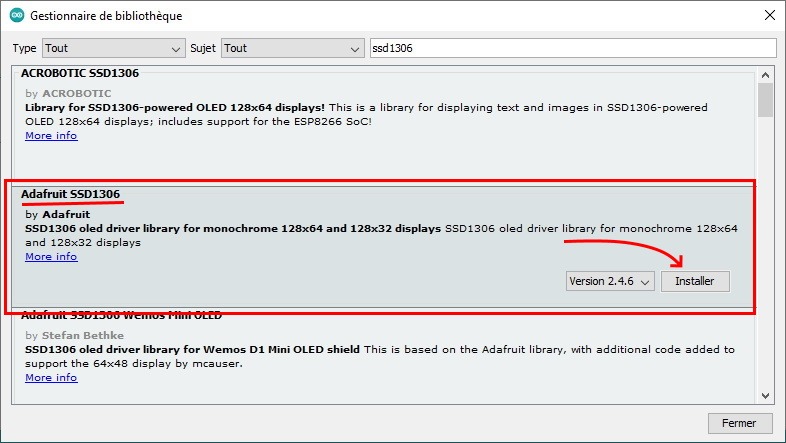 Gestionnaire de bibliothèque
Type Tout Sujet Tout ssd1306
ACROBOTIC SSD1306
by ACROBOTIC
Library for SSD1306-powered OLED 128x64 displays! This is a library for displaying text and images in SSD1306-powered
OLED 128x64 displays; includes support for the ESP8266 SoC!
More info
Adafruit SSD1306
by Adafruit
SSD1306 oled driver library for monochrome 128x64 and 128x32 displays SSD1306 oled driver library for monochrome 128x64
and 128x32 displays
More info
Version 2.4.6 Installer
Adafruit SSD1306 Wemos Mini OLED
by Stefan Bethke
SSD1306 oled driver library for Wemos D1 Mini OLED shield This is based on the Adafruit library, with additional code added to
support the 64x48 display by mcauser.
More info
Fermer